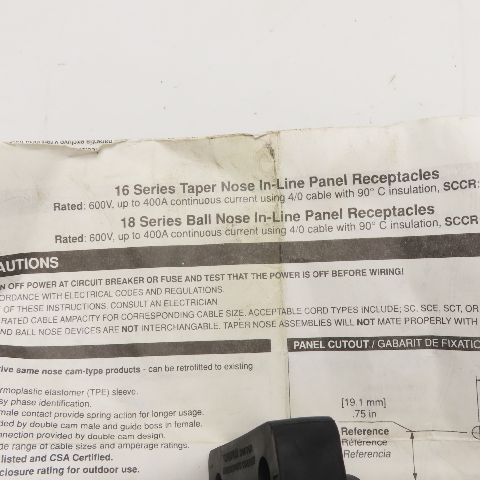 16 Series Taper Nose In-Line Panel Receptacles
Rated: 600V, up to 400A continuous current using 4/0 cable with 90° C insulation, SCCR:
18 Series Ball Nose In-Line Panel Receptacles
Rated: 600V, up to 400A continuous current using 4/0 cable with 90° C insulation, SCCR
AUTIONS
N OFF POWER AT CIRCUIT BREAKER OR FUSE AND TEST THAT THE POWER IS OFF BEFORE WIRING!
ORDANCE WITH ELECTRICAL CODES AND REGULATIONS.
OF THESE INSTRUCTIONS, CONSULT AN ELECTRICIAN.
RATED CABLE AMPACITY FOR CORRESPONDING CABLE SIZE. ACCEPTABLE CORD TYPES INCLUDE; SC, SCE, SCT, OR
ND BALL NOSE DEVICES ARE NOT INTERCHANGABLE. TAPER NOSE ASSEMBLIES WILL NOT MATE PROPERLY WITH
PANEL CUTOUT / GABARIT DE FIXATIO
tive same nose cam-type products - can be retrofitted to existing
rmoplastic elastomer (TPE) sleeve.
sy phase identification.
male contact provide spring action for longer usage.
ded by double cam male and guide boss in female.
nnection provided by double cam design.
de range of cable sizes and amperage ratings.
listed and CSA Certified.
closure rating for outdoor use.
[19.1 mm]
.75 in
Reference
Référence
Referencia